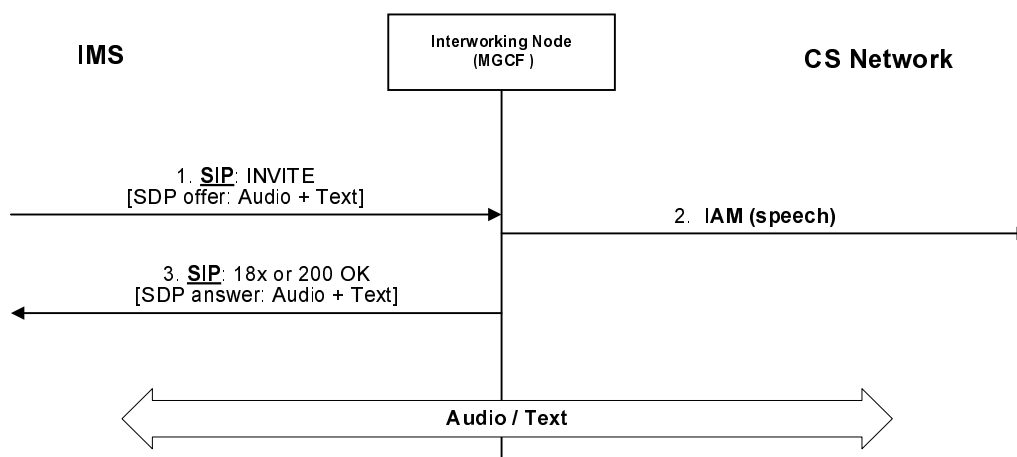 IMS
Interworking Node
(MGCF )
CS Network
1. SIP: INVITE
[SDP offer: Audio + Text]
2. IAM (speech)
3. SIP: 18x or 200 OK
[SDP answer: Audio + Text]
Audio / Text